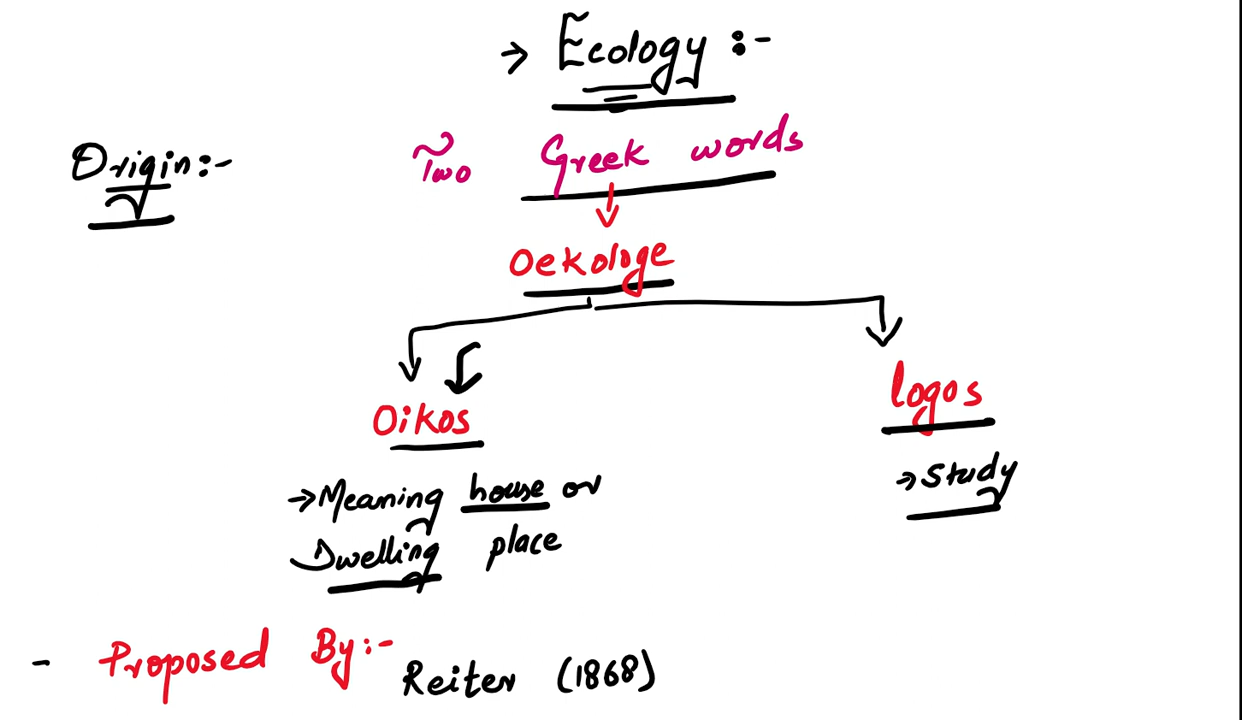 → Ecology :-
Origin:-
Two Greek words
Oekologe
Oikos
logos
→ Meaning house or
Dwelling place
→ Study
- Proposed By:- Reiter (1868)